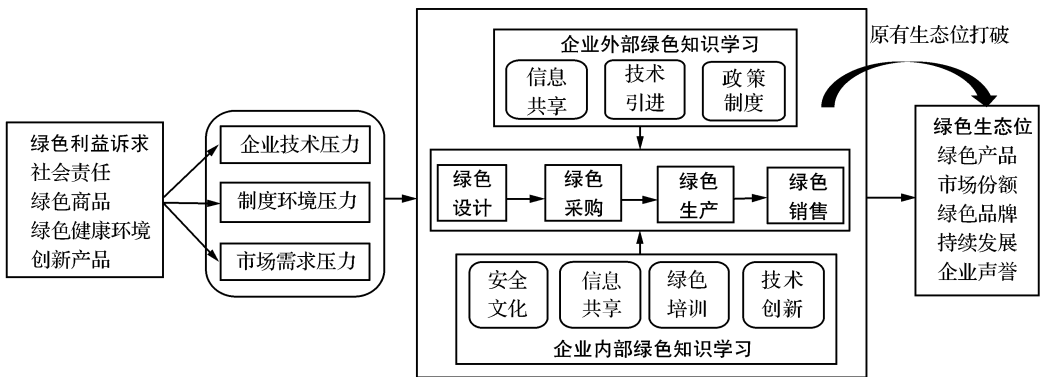 绿色利益诉求
社会责任
绿色商品
绿色健康环境
创新产品
企业技术压力
制度环境压力
市场需求压力
企业外部绿色知识学习
信息
共享
技术
引进
政策
制度
绿色
设计
绿色
采购
绿色
生产
绿色
销售
安全
文化
信息
共享
绿色
培训
技术
创新
企业内部绿色知识学习
原有生态位打破
绿色生态位
绿色产品
市场份额
绿色品牌
持续发展
企业声誉